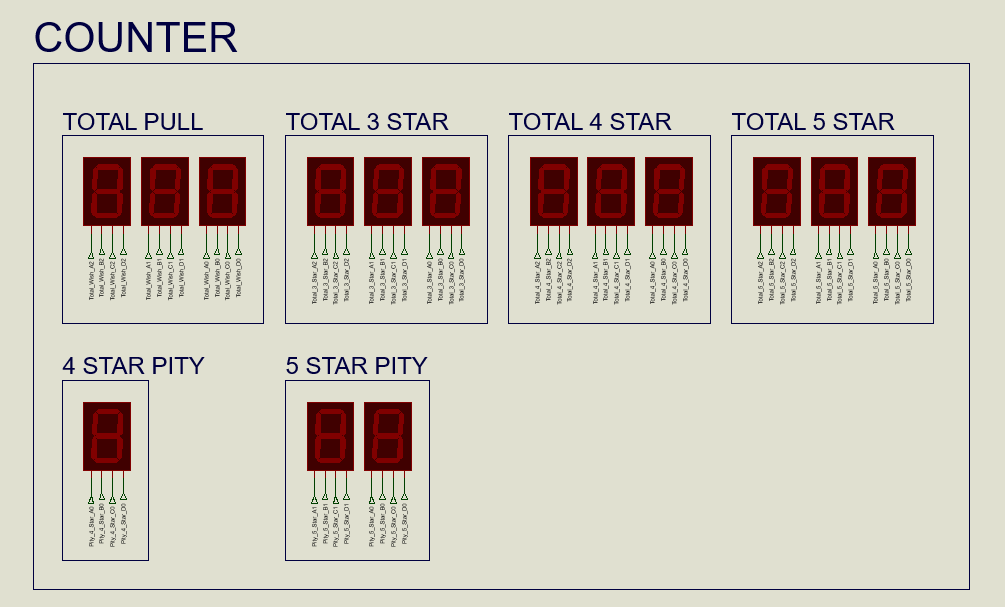 COUNTER
TOTAL PULL
TOTAL 3 STAR
TOTAL 4 STAR
TOTAL 5 STAR
Total_Wish_A2
Total_Wish_B2
Total_Wish_C2
Total_Wish_D2
Total_Wish_A1
Total_Wish_B1
Total_Wish_C1
Total_Wish_D1
Total_Wish_A0
Total_Wish_B0
Total_Wish_C0
Total_Wish_D0
Total_3_Star_A2
Total_3_Star_B2
Total_3_Star_C2
Total_3_Star_D2
Total_3_Star_A1
Total_3_Star_B1
Total_3_Star_C1
Total_3_Star_D1
Total_3_Star_A0
Total_3_Star_B0
Total_3_Star_C0
Total_3_Star_D0
Total_4_Star_A2
Total_4_Star_B2
Total_4_Star_C2
Total_4_Star_D2
Total_4_Star_A1
Total_4_Star_B1
Total_4_Star_C1
Total_4_Star_D1
Total_4_Star_A0
Total_4_Star_B0
Total_4_Star_C0
Total_4_Star_D0
Total_5_Star_A2
Total_5_Star_B2
Total_5_Star_C2
Total_5_Star_D2
Total_5_Star_A1
Total_5_Star_B1
Total_5_Star_C1
Total_5_Star_D1
Total_5_Star_A0
Total_5_Star_B0
Total_5_Star_C0
Total_5_Star_D0
4 STAR PITY
5 STAR PITY
Pity_4_Star_A0
Pity_4_Star_B0
Pity_4_Star_C0
Pity_4_Star_D0
Pity_5_Star_A1
Pity_5_Star_B1
Pity_5_Star_C1
Pity_5_Star_D1
Pity_5_Star_A0
Pity_5_Star_B0
Pity_5_Star_C0
Pity_5_Star_D0